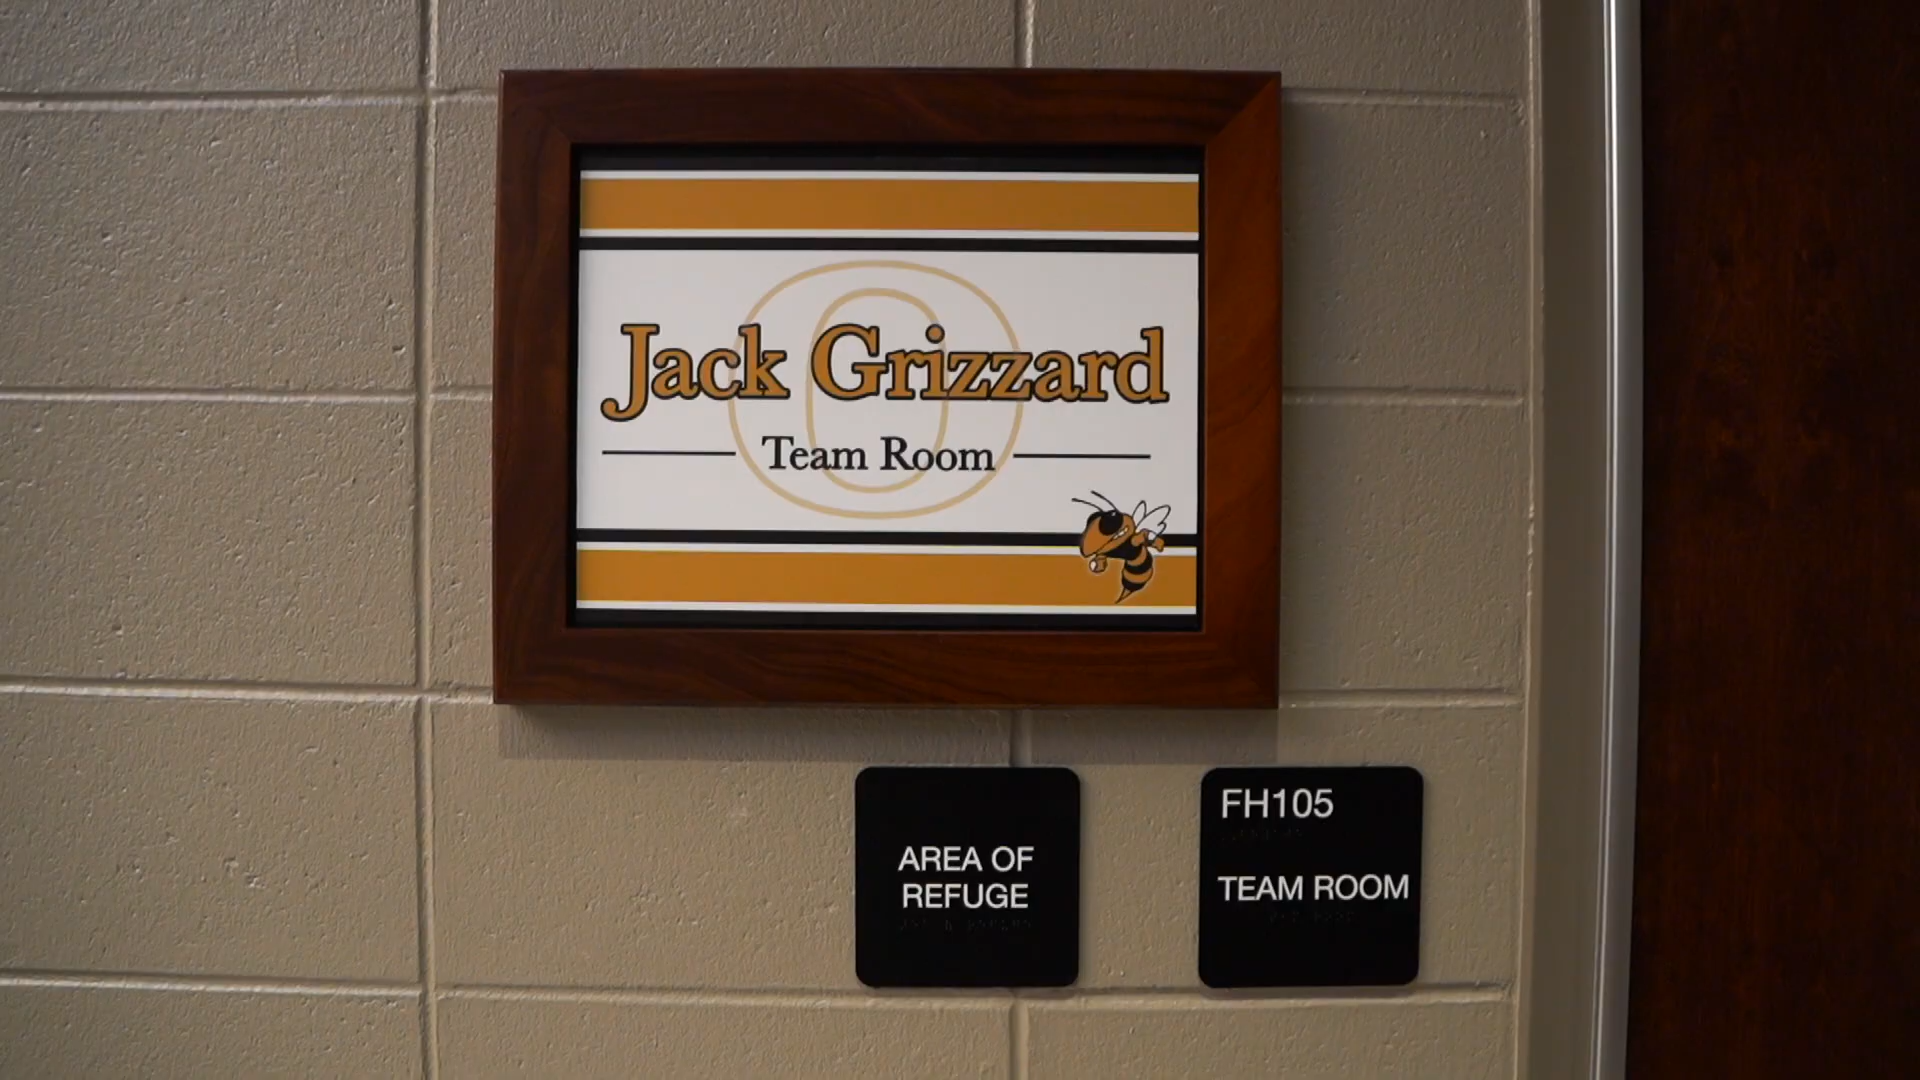 O
Jack Grizzard
Team Room
AREA OF
REFUGE
FH105
TEAM ROOM